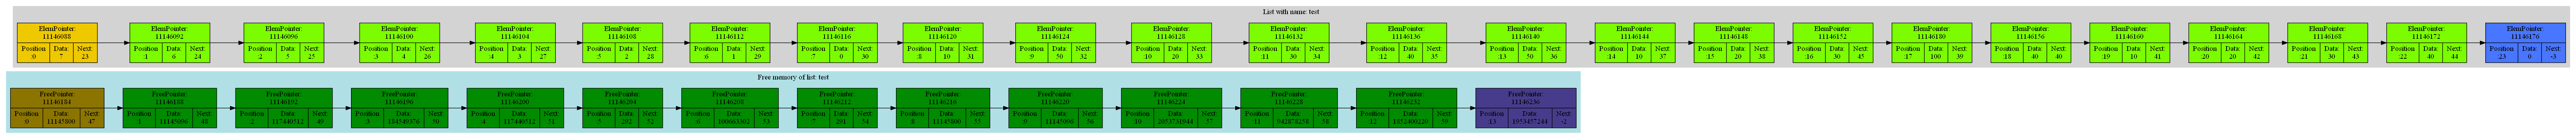 List with name: test
ElemPointer:
11146088
Position Data: Next:
:0 7 23
ElemPointer:
11146092
Position Data: Next:
:1 6 24
ElemPointer:
11146096
Position Data: Next:
:2 5 25
ElemPointer:
11146100
Position Data: Next:
:3 4 26
ElemPointer:
11146104
Position Data: Next:
:4 3 27
ElemPointer:
11146108
Position Data: Next:
:5 2 28
ElemPointer:
11146112
Position Data: Next:
:6 1 29
ElemPointer:
11146116
Position Data: Next:
:7 0 30
ElemPointer:
11146120
Position Data: Next:
:8 10 31
ElemPointer:
11146124
Position Data: Next:
:9 50 32
ElemPointer:
11146128
Position Data: Next:
:10 20 33
ElemPointer:
11146132
Position Data: Next:
:11 30 34
ElemPointer:
11146136
Position Data: Next:
:12 40 35
ElemPointer:
11146140
Position Data: Next:
:13 50 36
ElemPointer:
11146144
Position Data: Next:
:14 10 37
ElemPointer:
11146148
Position Data: Next:
:15 20 38
ElemPointer:
11146152
Position Data: Next:
:16 30 45
ElemPointer:
11146180
Position Data: Next:
:17 100 39
ElemPointer:
11146156
Position Data: Next:
:18 40 40
ElemPointer:
11146160
Position Data: Next:
:19 10 41
ElemPointer:
11146164
Position Data: Next:
:20 20 42
ElemPointer:
11146168
Position Data: Next:
:21 30 43
ElemPointer:
11146172
Position Data: Next:
:22 40 44
ElemPointer:
11146176
Position Data: Next:
:23 0 -3
Free memory of list: test
FreePointer:
11146184
Position Data: Next:
:0 11145800 47
FreePointer:
11146188
Position Data: Next:
:1 11145096 48
FreePointer:
11146192
Position Data: Next:
:2 117440512 49
FreePointer:
11146196
Position Data: Next:
:3 184549376 50
FreePointer:
11146200
Position Data: Next:
:4 117440512 51
FreePointer:
11146204
Position Data: Next:
:5 292 52
FreePointer:
11146208
Position Data: Next:
:6 100663302 53
FreePointer:
11146212
Position Data: Next:
:7 291 54
FreePointer:
11146216
Position Data: Next:
:8 11145800 55
FreePointer:
11146220
Position Data: Next:
:9 11145096 56
FreePointer:
11146224
Position Data: Next:
:10 2053731944 57
FreePointer:
11146228
Position Data: Next:
:11 942878258 58
FreePointer:
11146232
Position Data: Next:
:12 59
FreePointer:
11146236
Position Data: Next:
:13 1953457244 -2